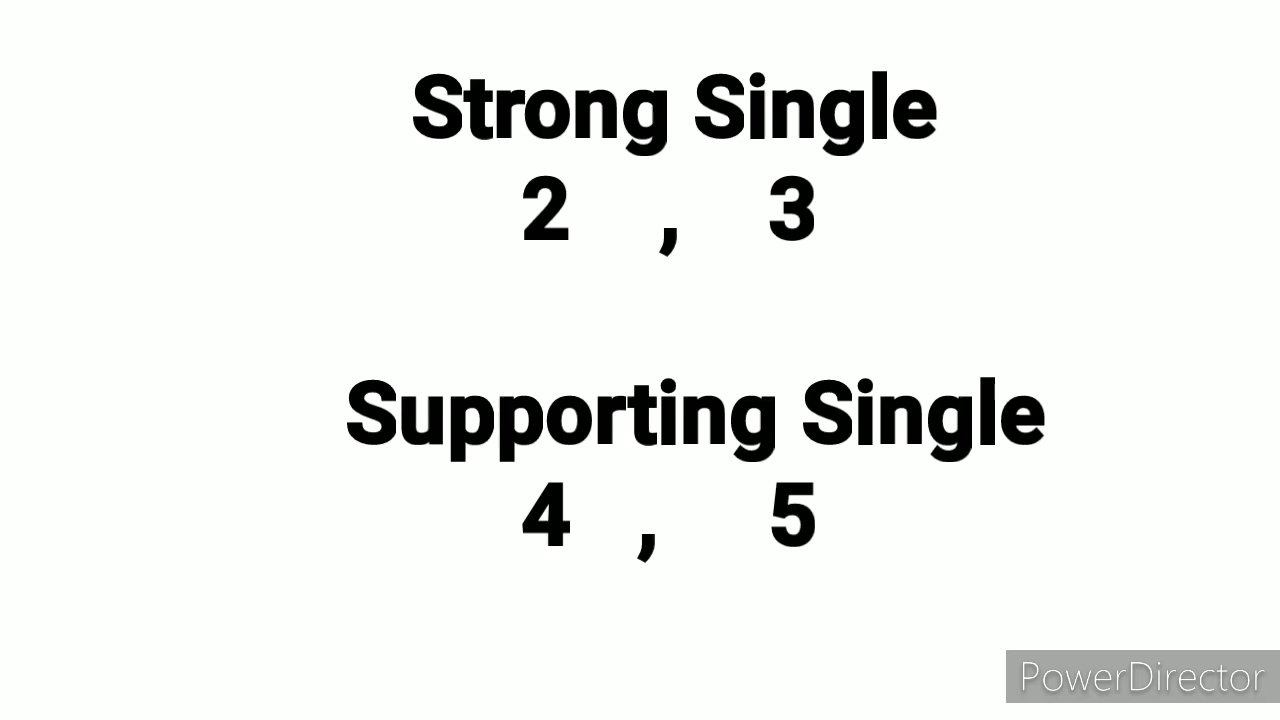 Strong Single
2 , 3
Supporting Single
4 , 5
PowerDirector